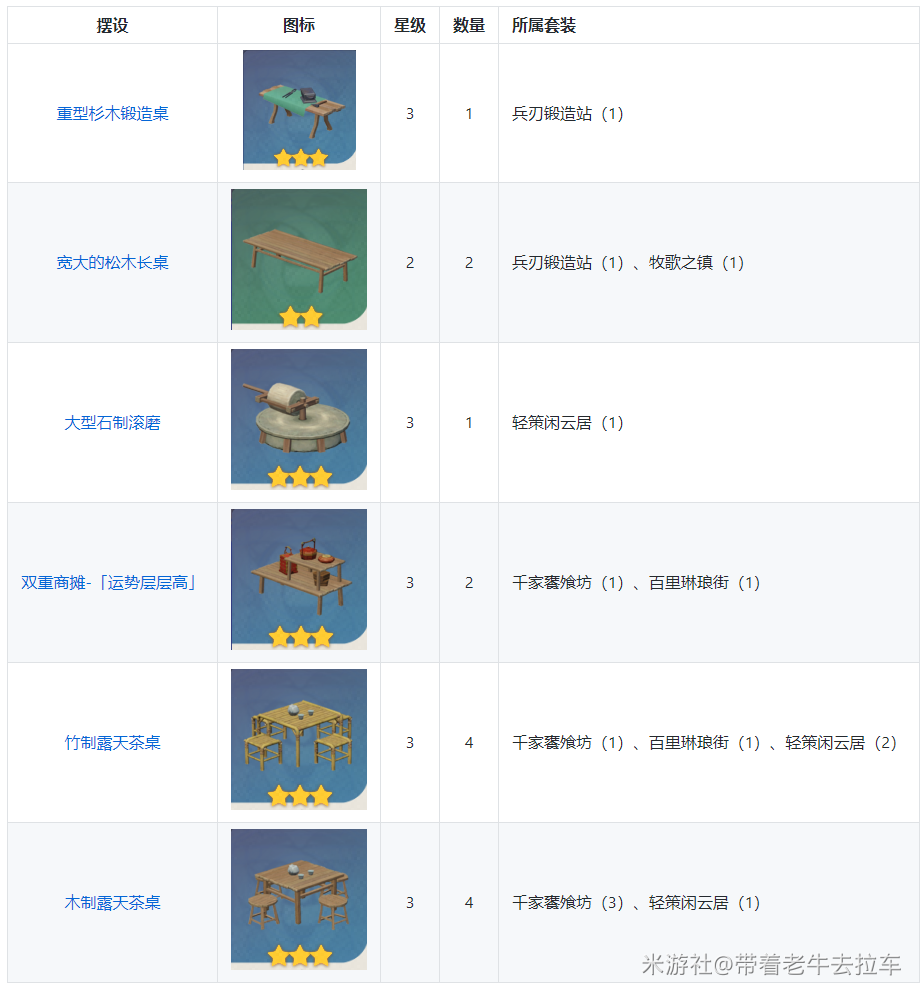 摆设 图标 星级 数量 所属套装
重型杉木锻造桌 3 1 兵刃锻造站（1）
宽大的松木长桌 2 2 兵刃锻造站（1）、牧歌之镇（1）
大型石制滚磨 3 1 轻策闲云居（1）
双重商摊-「运势层层高」 3 2 千家饔飧坊（1）、百里琳琅街（1）
竹制露天茶桌 3 4 千家饔飧坊（1）、百里琳琅街（1）、轻策闲云居（2）
木制露天茶桌 3 4 千家饔飧坊（3）、轻策闲云居（1）
米游社@带着老牛去拉车